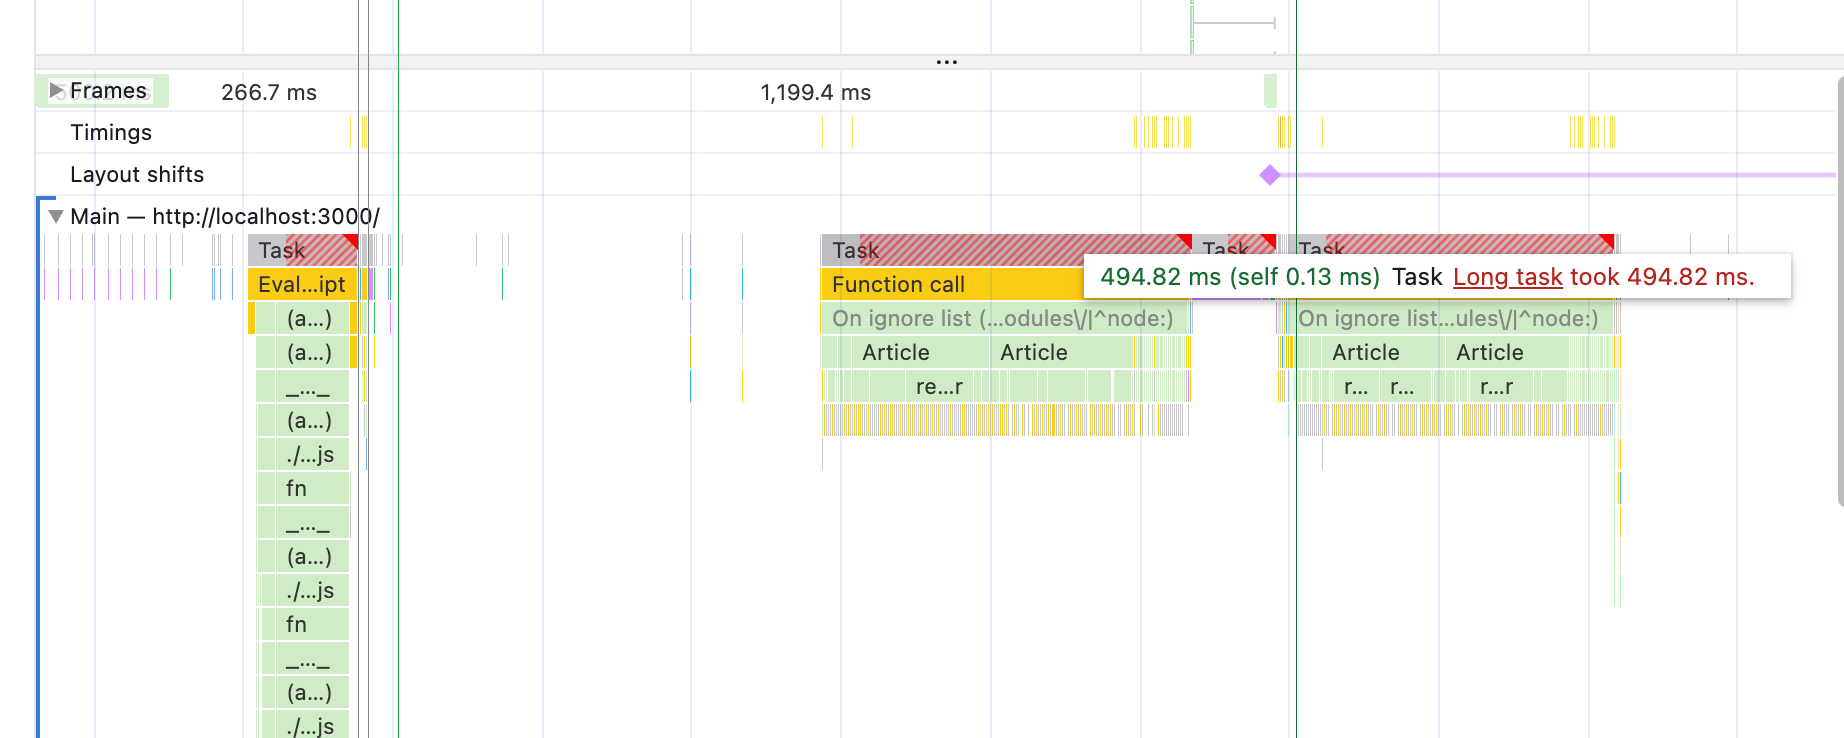 ...
Frames 266.7 ms 1,199.4 ms
Timings
Layout shifts
Main — http://localhost:3000/
Task Task Task Task
494.82 ms (self 0.13 ms) Task Long task took 494.82 ms.
Eval...ipt Function call
(a...) On ignore list (...odules\/|^node:) On ignore list...ules\/|^node:)
(a...) Article Article Article Article
_..._ re...r r... r... r...r
(a...)
./...js
fn
_..._
(a...)
./...js
fn
_..._
(a...)
./...js